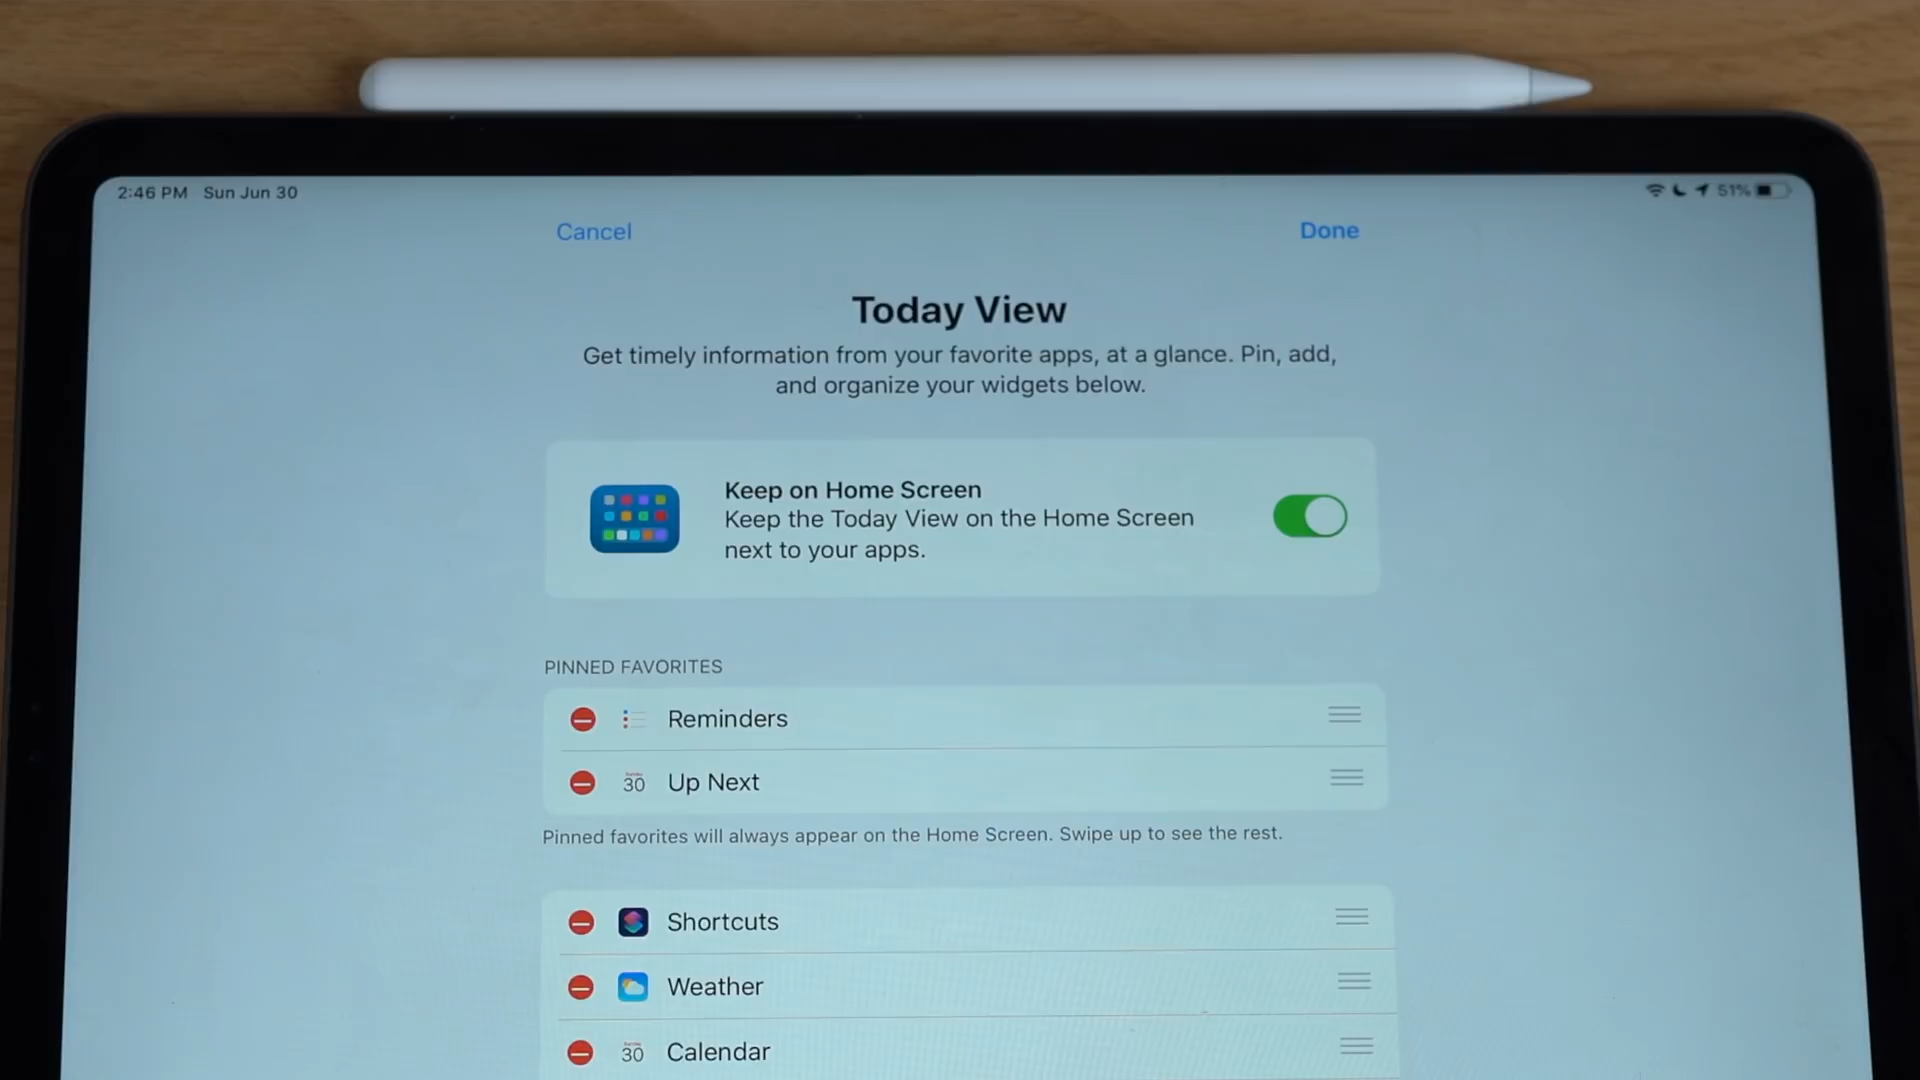 2:46 PM Sun Jun 30
51%
Cancel
Done
Today View
Get timely information from your favorite apps, at a glance. Pin, add,
and organize your widgets below.
Keep on Home Screen
Keep the Today View on the Home Screen
next to your apps.
PINNED FAVORITES
Reminders
30 Up Next
Pinned favorites will always appear on the Home Screen. Swipe up to see the rest.
Shortcuts
Weather
30 Calendar